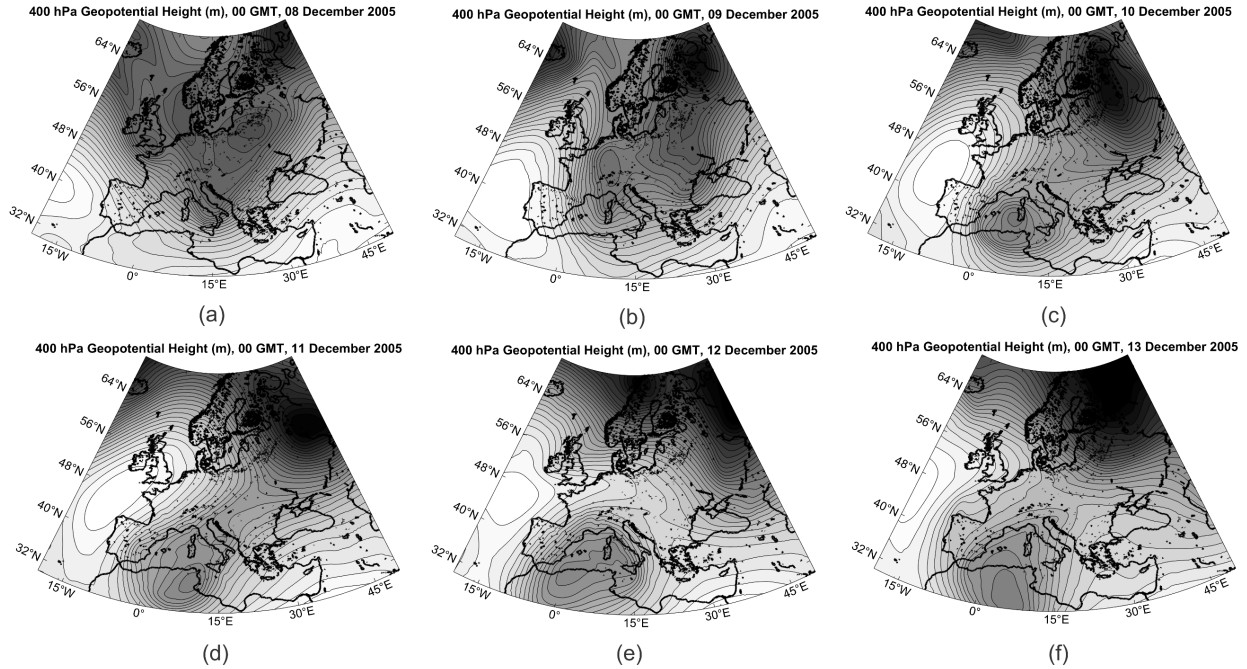 400 hPa Geopotential Height (m), 00 GMT, 08 December 2005
64°N
56°N
48°N
40°N
32°N
15°W
0°
15°E
30°E
45°E
(a)
400 hPa Geopotential Height (m), 00 GMT, 09 December 2005
64°N
56°N
48°N
40°N
32°N
15°W
0°
15°E
30°E
45°E
(b)
400 hPa Geopotential Height (m), 00 GMT, 10 December 2005
64°N
56°N
48°N
40°N
32°N
15°W
0°
15°E
30°E
45°E
(c)
400 hPa Geopotential Height (m), 00 GMT, 11 December 2005
64°N
56°N
48°N
40°N
32°N
15°W
0°
15°E
30°E
45°E
(d)
400 hPa Geopotential Height (m), 00 GMT, 12 December 2005
64°N
56°N
48°N
40°N
32°N
15°W
0°
15°E
30°E
45°E
(e)
400 hPa Geopotential Height (m), 00 GMT, 13 December 2005
64°N
56°N
48°N
40°N
32°N
15°W
0°
15°E
30°E
45°E
(f)